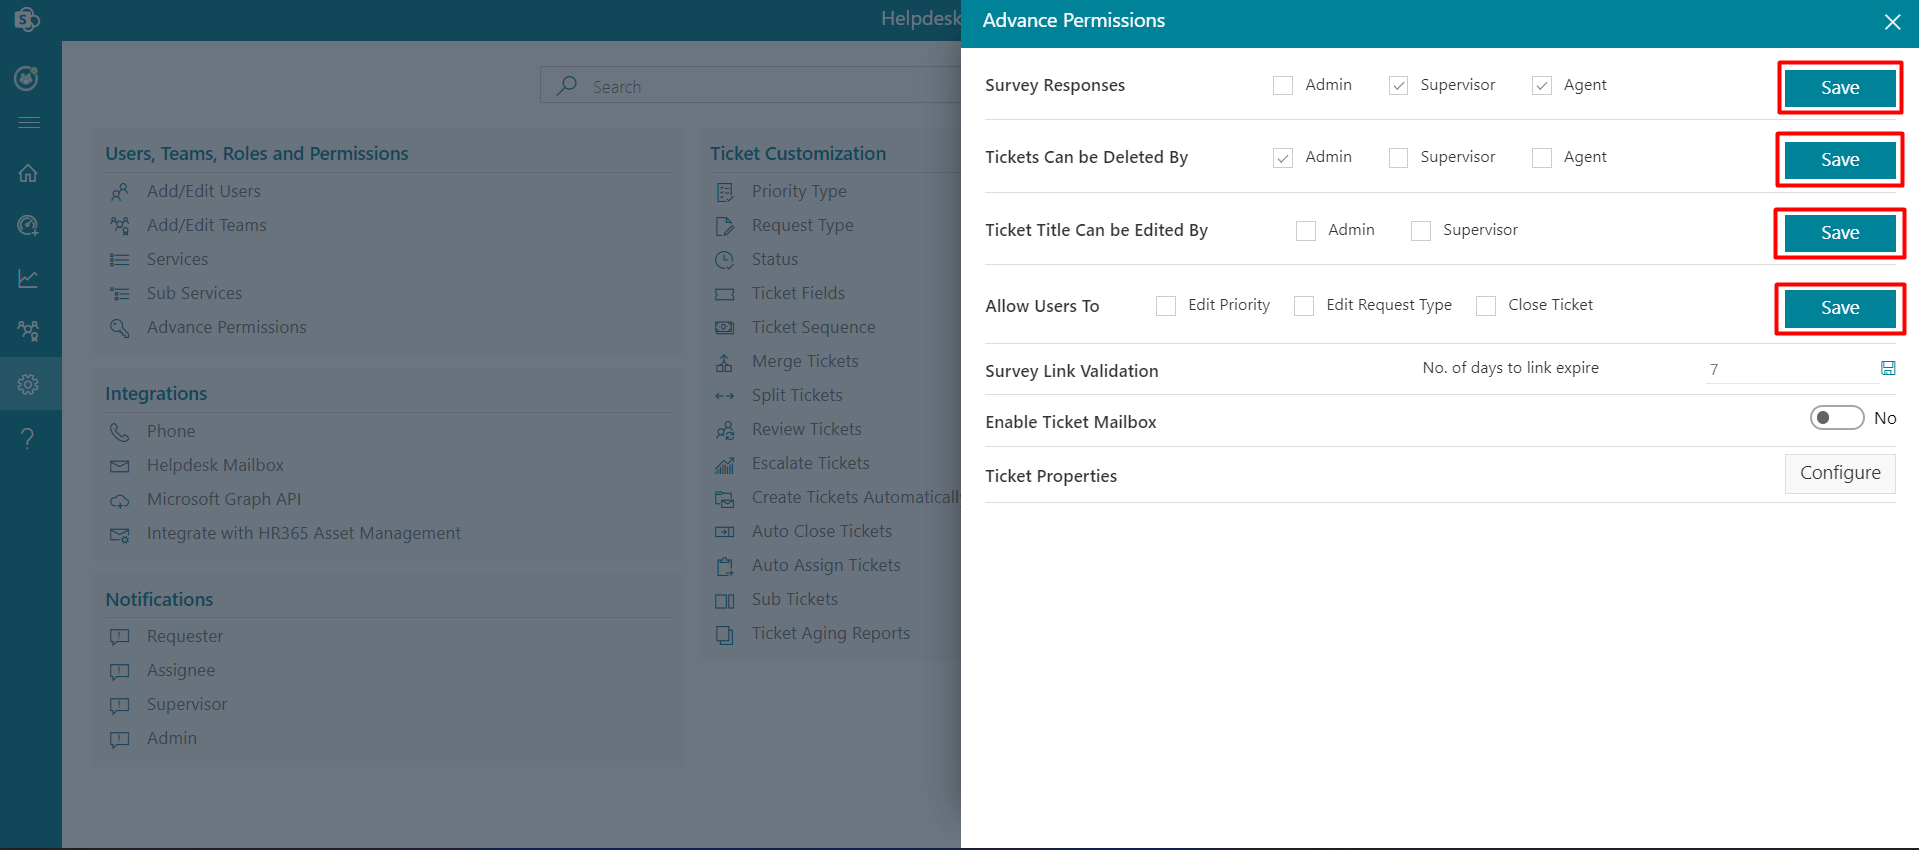 Helpdesk
Search
Users, Teams, Roles and Permissions
Add/Edit Users
Add/Edit Teams
Services
Sub Services
Advance Permissions
Integrations
Phone
Helpdesk Mailbox
Microsoft Graph API
Integrate with HR365 Asset Management
Notifications
Requester
Assignee
Supervisor
Admin
Ticket Customization
Priority Type
Request Type
Status
Ticket Fields
Ticket Sequence
Merge Tickets
Split Tickets
Review Tickets
Escalate Tickets
Create Tickets Automatically
Auto Close Tickets
Auto Assign Tickets
Sub Tickets
Ticket Aging Reports
Advance Permissions
Survey Responses Admin Supervisor Agent Save
Tickets Can be Deleted By Admin Supervisor Agent Save
Ticket Title Can be Edited By Admin Supervisor Save
Allow Users To Edit Priority Edit Request Type Close Ticket Save
Survey Link Validation No. of days to link expire 7
Enable Ticket Mailbox No
Ticket Properties Configure